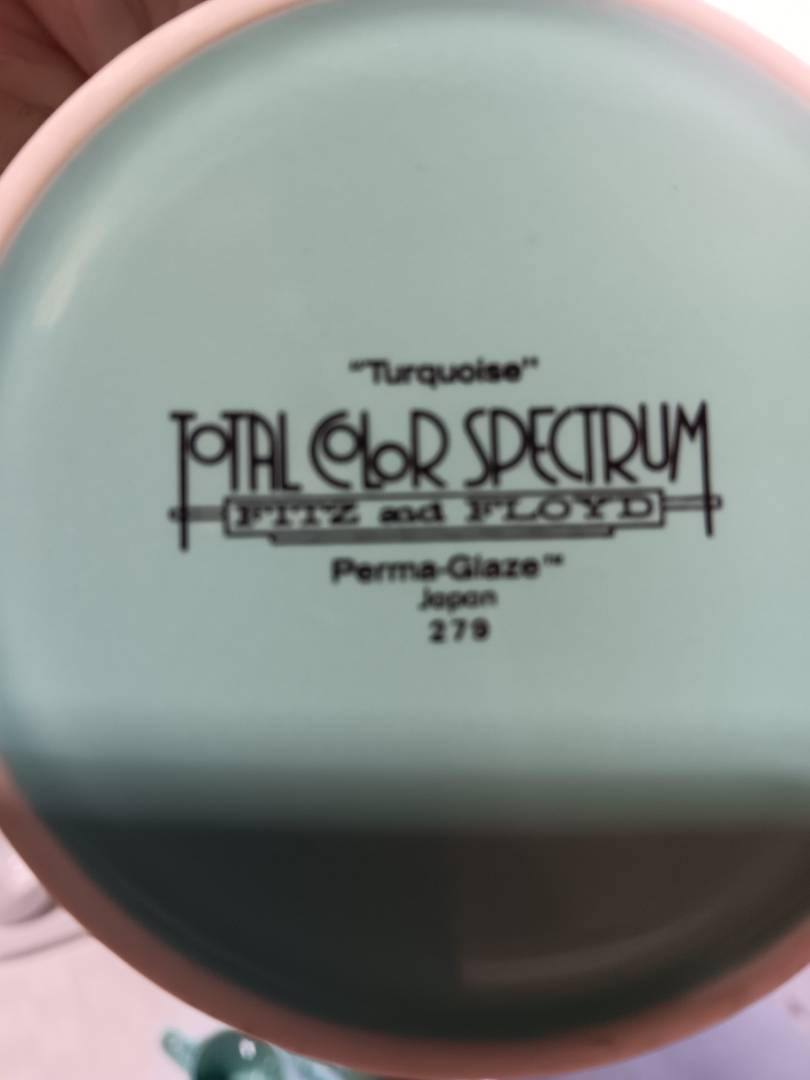 "Turquoise"
TOTAL COLOR SPECTRUM
FITZ and FLOYD
Perma-Glaze™
Japan
279